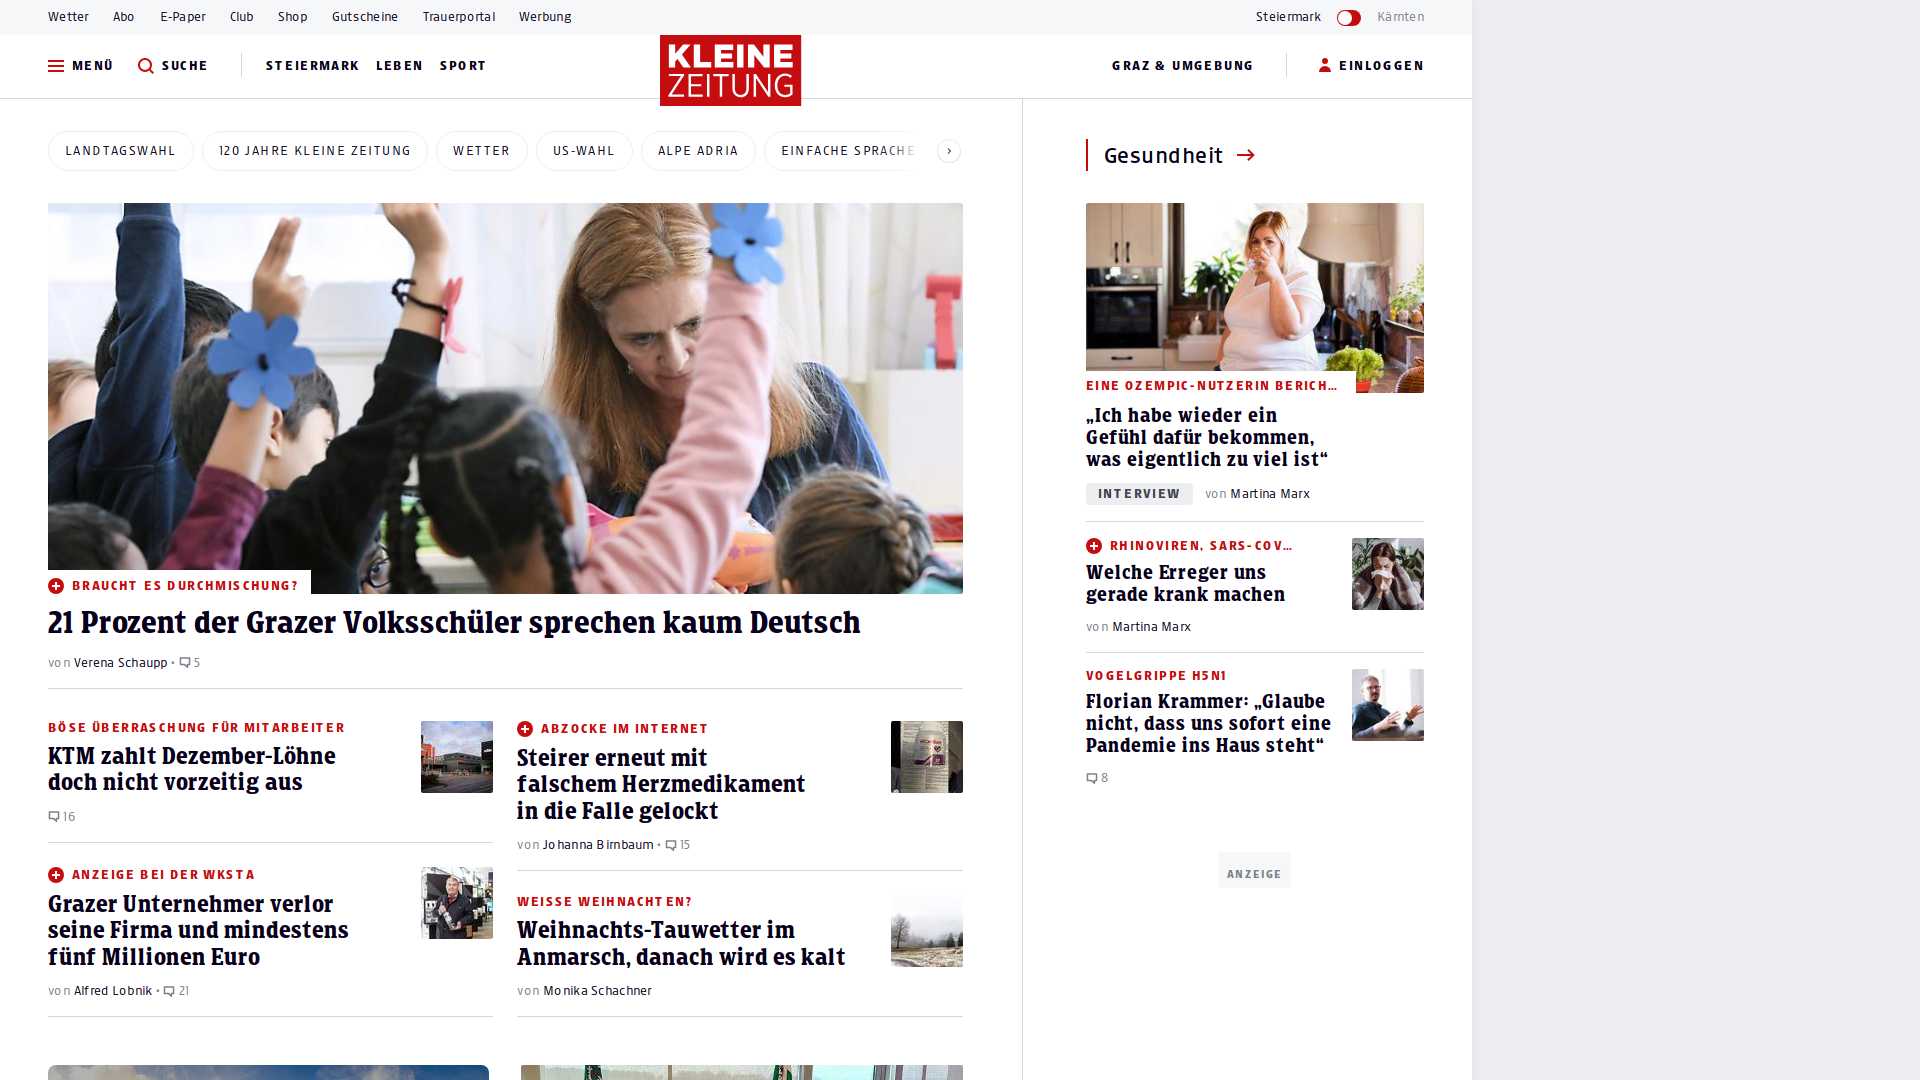 Wetter Abo E-Paper Club Shop Gutscheine Trauerportal Werbung Steiermark Kärnten
MENÜ SUCHE STEIERMARK LEBEN SPORT
KLEINE
ZEITUNG
GRAZ & UMGEBUNG EINLOGGEN
LANDTAGSWAHL 120 JAHRE KLEINE ZEITUNG WETTER US-WAHL ALPE ADRIA EINFACHE SPRACHE
BRAUCHT ES DURCHMISCHUNG?
21 Prozent der Grazer Volksschüler sprechen kaum Deutsch
von Verena Schaupp • 5
BÖSE ÜBERRASCHUNG FÜR MITARBEITER
KTM zahlt Dezember-Löhne
doch nicht vorzeitig aus
16
ANZEIGE BEI DER WKSTA
Grazer Unternehmer verlor
seine Firma und mindestens
fünf Millionen Euro
von Alfred Lobnik • 21
ABZOCKE IM INTERNET
Steirer erneut mit
falschem Herzmedikament
in die Falle gelockt
von Johanna Birnbaum • 15
WEISSE WEIHNACHTEN?
Weihnachts-Tauwetter im
Anmarsch, danach wird es kalt
von Monika Schachner
Gesundheit
EINE OZEMPIC-NUTZERIN BERICH…
„Ich habe wieder ein
Gefühl dafür bekommen,
was eigentlich zu viel ist“
INTERVIEW von Martina Marx
RHINOVIREN, SARS-COV…
Welche Erreger uns
gerade krank machen
von Martina Marx
VOGELGRIPPE H5N1
Florian Krammer: „Glaube
nicht, dass uns sofort eine
Pandemie ins Haus steht“
8
ANZEIGE